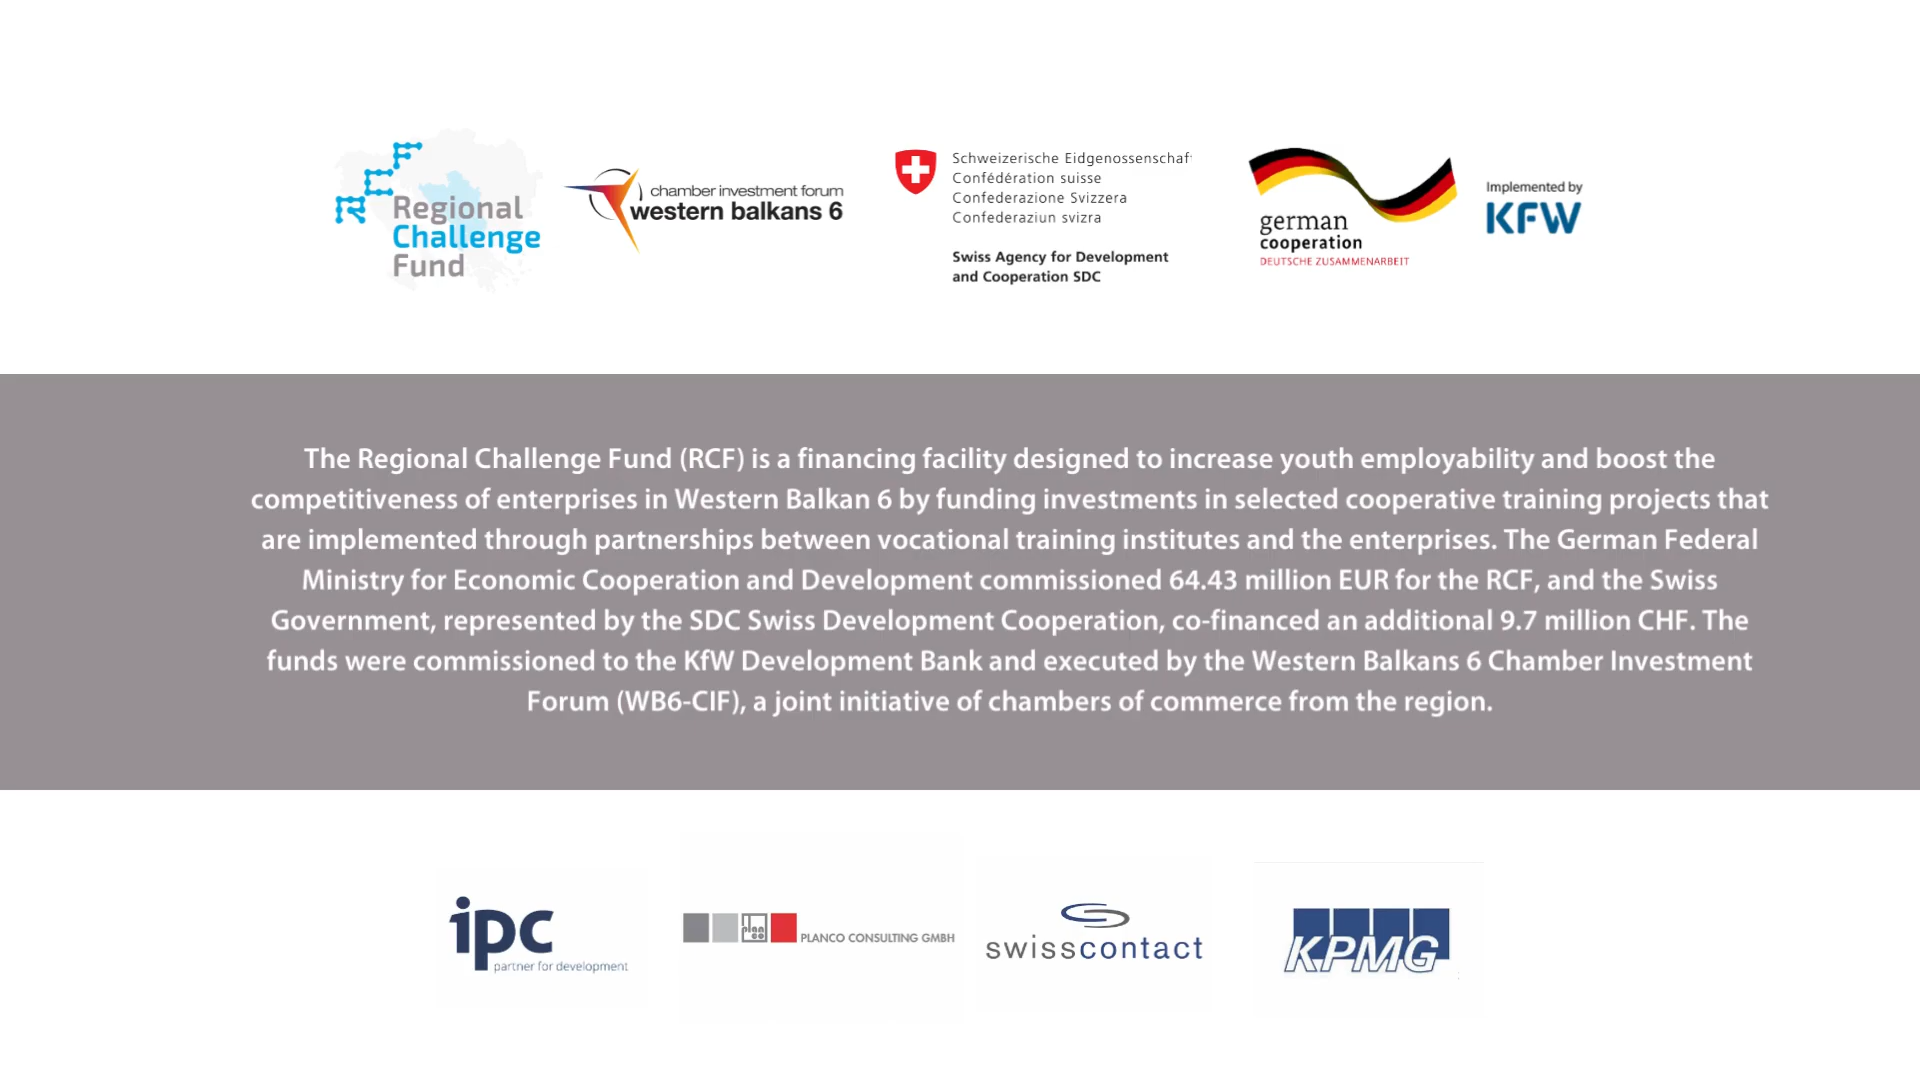 RCF
Regional
Challenge
Fund
chamber investment forum
western balkans 6
Schweizerische Eidgenossenschaf
Confédération suisse
Confederazione Svizzera
Confederaziun svizra
Swiss Agency for Development
and Cooperation SDC
german
cooperation
DEUTSCHE ZUSAMMENARBEIT
Implemented by
KFW
The Regional Challenge Fund (RCF) is a financing facility designed to increase youth employability and boost the
competitiveness of enterprises in Western Balkan 6 by funding investments in selected cooperative training projects that
are implemented through partnerships between vocational training institutes and the enterprises. The German Federal
Ministry for Economic Cooperation and Development commissioned 64.43 million EUR for the RCF, and the Swiss
Government, represented by the SDC Swiss Development Cooperation, co-financed an additional 9.7 million CHF. The
funds were commissioned to the KfW Development Bank and executed by the Western Balkans 6 Chamber Investment
Forum (WB6-CIF), a joint initiative of chambers of commerce from the region.
ipc
partner for development
plan
co
PLANCO CONSULTING GMBH
swisscontact
KPMG